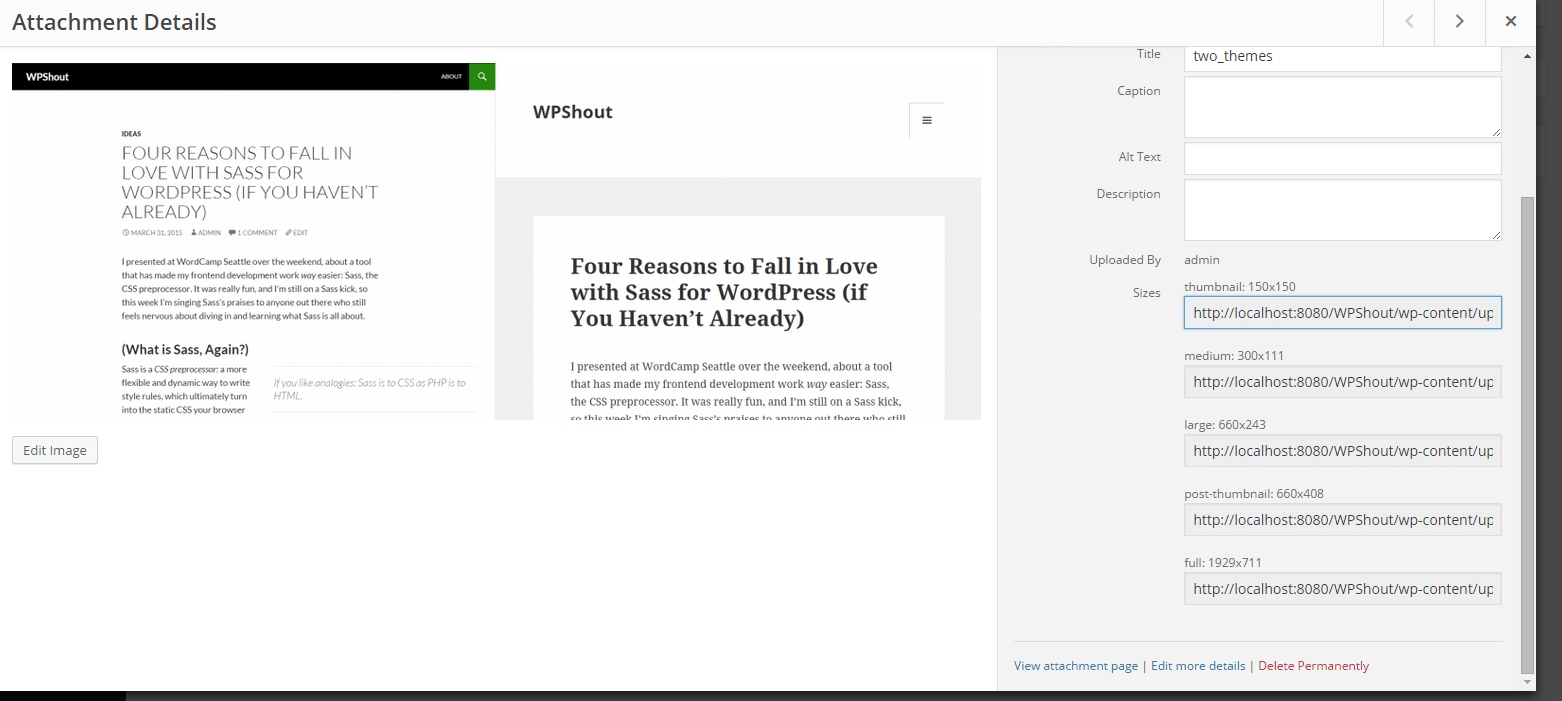 Attachment Details
WPShout
ABOUT
IDEAS
FOUR REASONS TO FALL IN
LOVE WITH SASS FOR
WORDPRESS (IF YOU HAVEN'T
ALREADY)
MARCH 31, 2015 ADMIN 1 COMMENT EDIT
I presented at WordCamp Seattle over the weekend, about a tool
that has made my frontend development work way easier: Sass, the
CSS preprocessor. It was really fun, and I'm still on a Sass kick, so
this week I'm singing Sass's praises to anyone out there who still
feels nervous about diving in and learning what Sass is all about.
(What is Sass, Again?)
Sass is a CSS preprocessor: a more
flexible and dynamic way to write
style rules, which ultimately turn
into the static CSS your browser
If you like analogies: Sass is to CSS as PHP is to
HTML.
WPShout
Four Reasons to Fall in Love
with Sass for WordPress (if
You Haven't Already)
I presented at WordCamp Seattle over the weekend, about a tool
that has made my frontend development work way easier: Sass,
the CSS preprocessor. It was really fun, and I'm still on a Sass kick,
so this week I'm singing Sass's praises to anyone out there who still
Edit Image
Title
two_themes
Caption
Alt Text
Description
Uploaded By
admin
Sizes
thumbnail: 150x150
http://localhost:8080/WPShout/wp-content/up
medium: 300x111
http://localhost:8080/WPShout/wp-content/up
large: 660x243
http://localhost:8080/WPShout/wp-content/up
post-thumbnail: 660x408
http://localhost:8080/WPShout/wp-content/up
full: 1929x711
http://localhost:8080/WPShout/wp-content/up
View attachment page | Edit more details | Delete Permanently